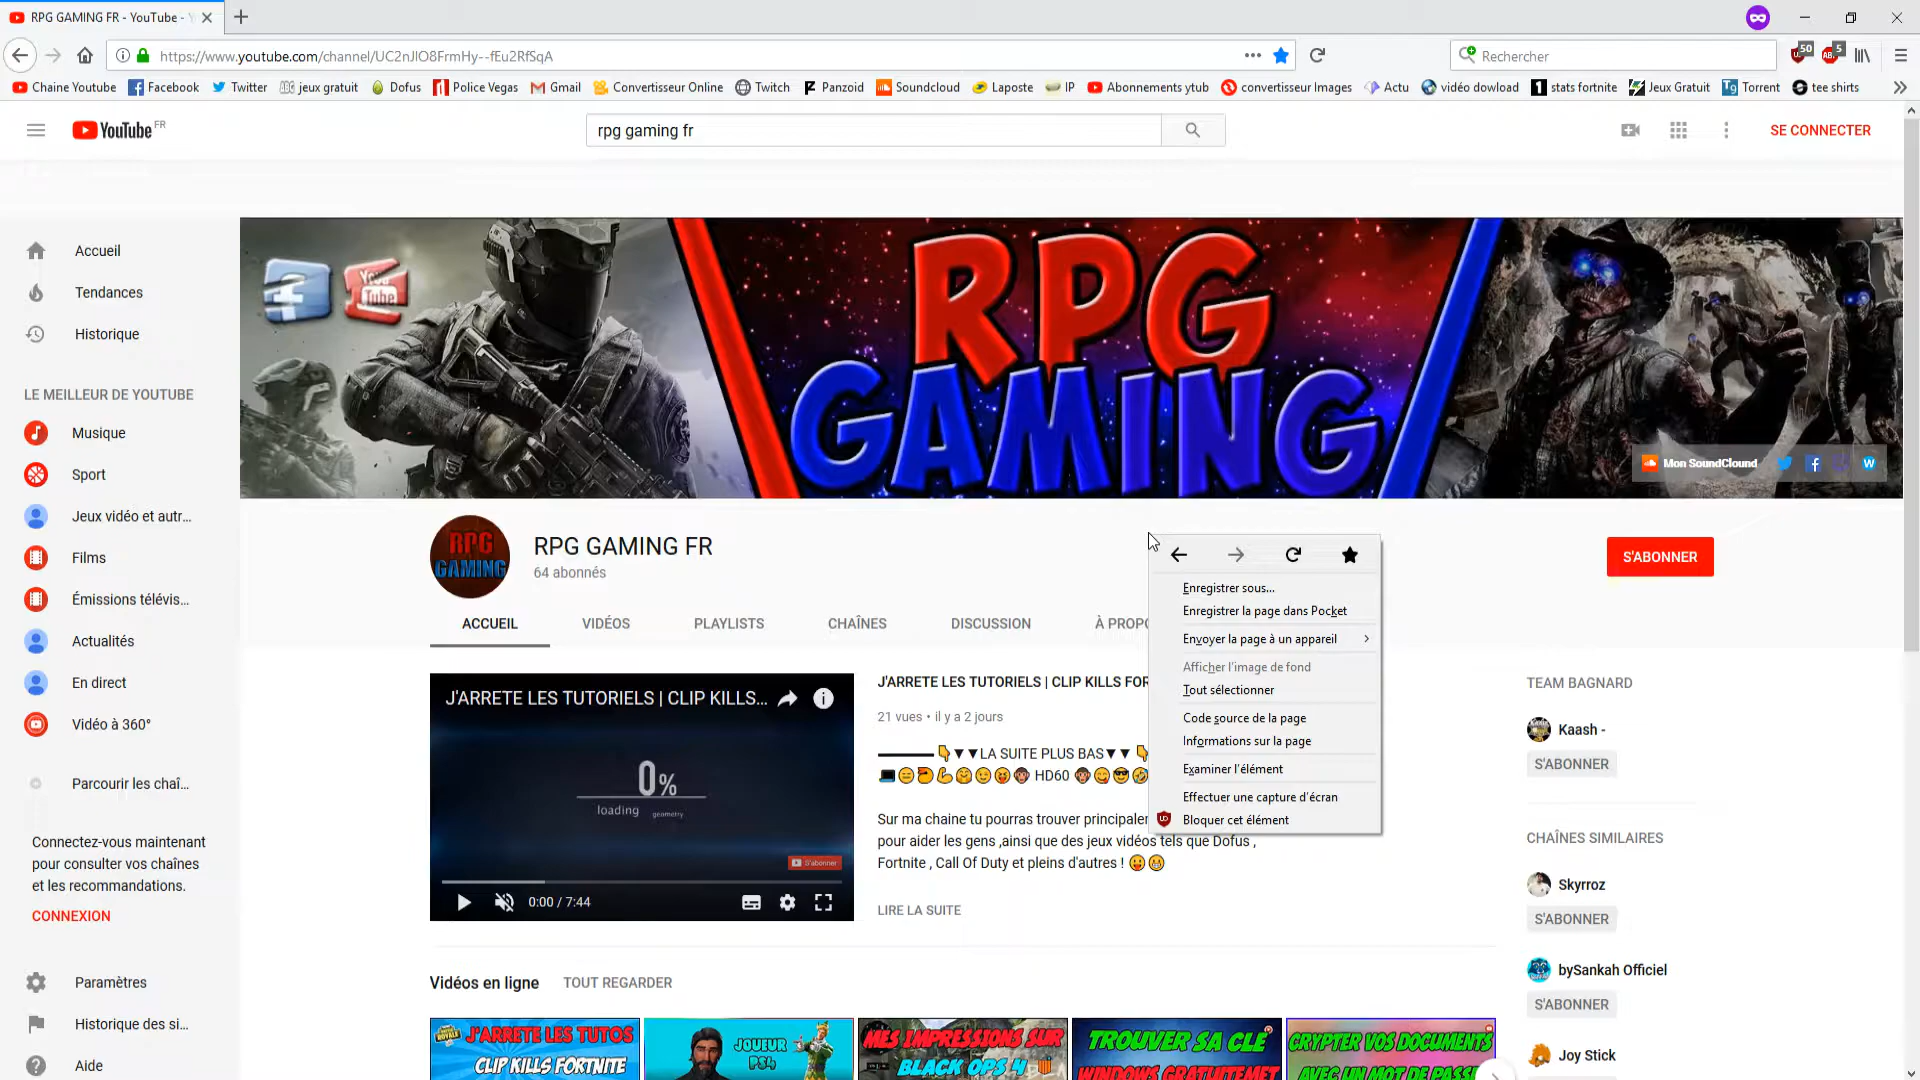 RPG GAMING FR - YouTube -
https://www.youtube.com/channel/UC2nJlO8FrmHy--fEu2RfSqA
Rechercher
50
5
Chaine Youtube
Facebook
Twitter
jeux gratuit
Dofus
Police Vegas
Gmail
Convertisseur Online
Twitch
Panzoid
Soundcloud
Laposte
IP
Abonnements ytub
convertisseur Images
Actu
vidéo dowload
stats fortnite
Jeux Gratuit
Torrent
tee shirts
YouTube FR
rpg gaming fr
SE CONNECTER
Accueil
Tendances
Historique
LE MEILLEUR DE YOUTUBE
Musique
Sport
Jeux vidéo et autr...
Films
Émissions télévis...
Actualités
En direct
Vidéo à 360°
Parcourir les chaî...
Connectez-vous maintenant
pour consulter vos chaînes
et les recommandations.
CONNEXION
Paramètres
Historique des si...
Aide
You
Tube
RPG
GAMING
Mon SoundClound
RPG
GAMING
RPG GAMING FR
64 abonnés
S'ABONNER
ACCUEIL
VIDÉOS
PLAYLISTS
CHAÎNES
DISCUSSION
À PROPO
Enregistrer sous...
Enregistrer la page dans Pocket
Envoyer la page à un appareil
Afficher l'image de fond
Tout sélectionner
Code source de la page
Informations sur la page
Examiner l'élément
Effectuer une capture d'écran
Bloquer cet élément
J'ARRETE LES TUTORIELS | CLIP KILLS...
0%
loading
geometry
S'abonner
0:00 / 7:44
J'ARRETE LES TUTORIELS | CLIP KILLS FOR
21 vues • il y a 2 jours
▼▼LA SUITE PLUS BAS▼▼
HD60
Sur ma chaine tu pourras trouver principaler
pour aider les gens ,ainsi que des jeux vidéos tels que Dofus ,
Fortnite , Call Of Duty et pleins d'autres ! 😛😁
LIRE LA SUITE
TEAM BAGNARD
Kaash -
S'ABONNER
CHAÎNES SIMILAIRES
Skyrroz
S'ABONNER
bySankah Officiel
S'ABONNER
Joy Stick
Vidéos en ligne
TOUT REGARDER
J'ARRETE LES TUTOS
CLIP KILLS FORTNITE
JOUEUR
PS4
MES IMPRESSIONS SUR
BLACK OPS 4
TROUVER SA CLÉ
WINDOWS GRATUITEMET
CRYPTER VOS DOCUMENTS
AVEC UN MOT DE PASSE